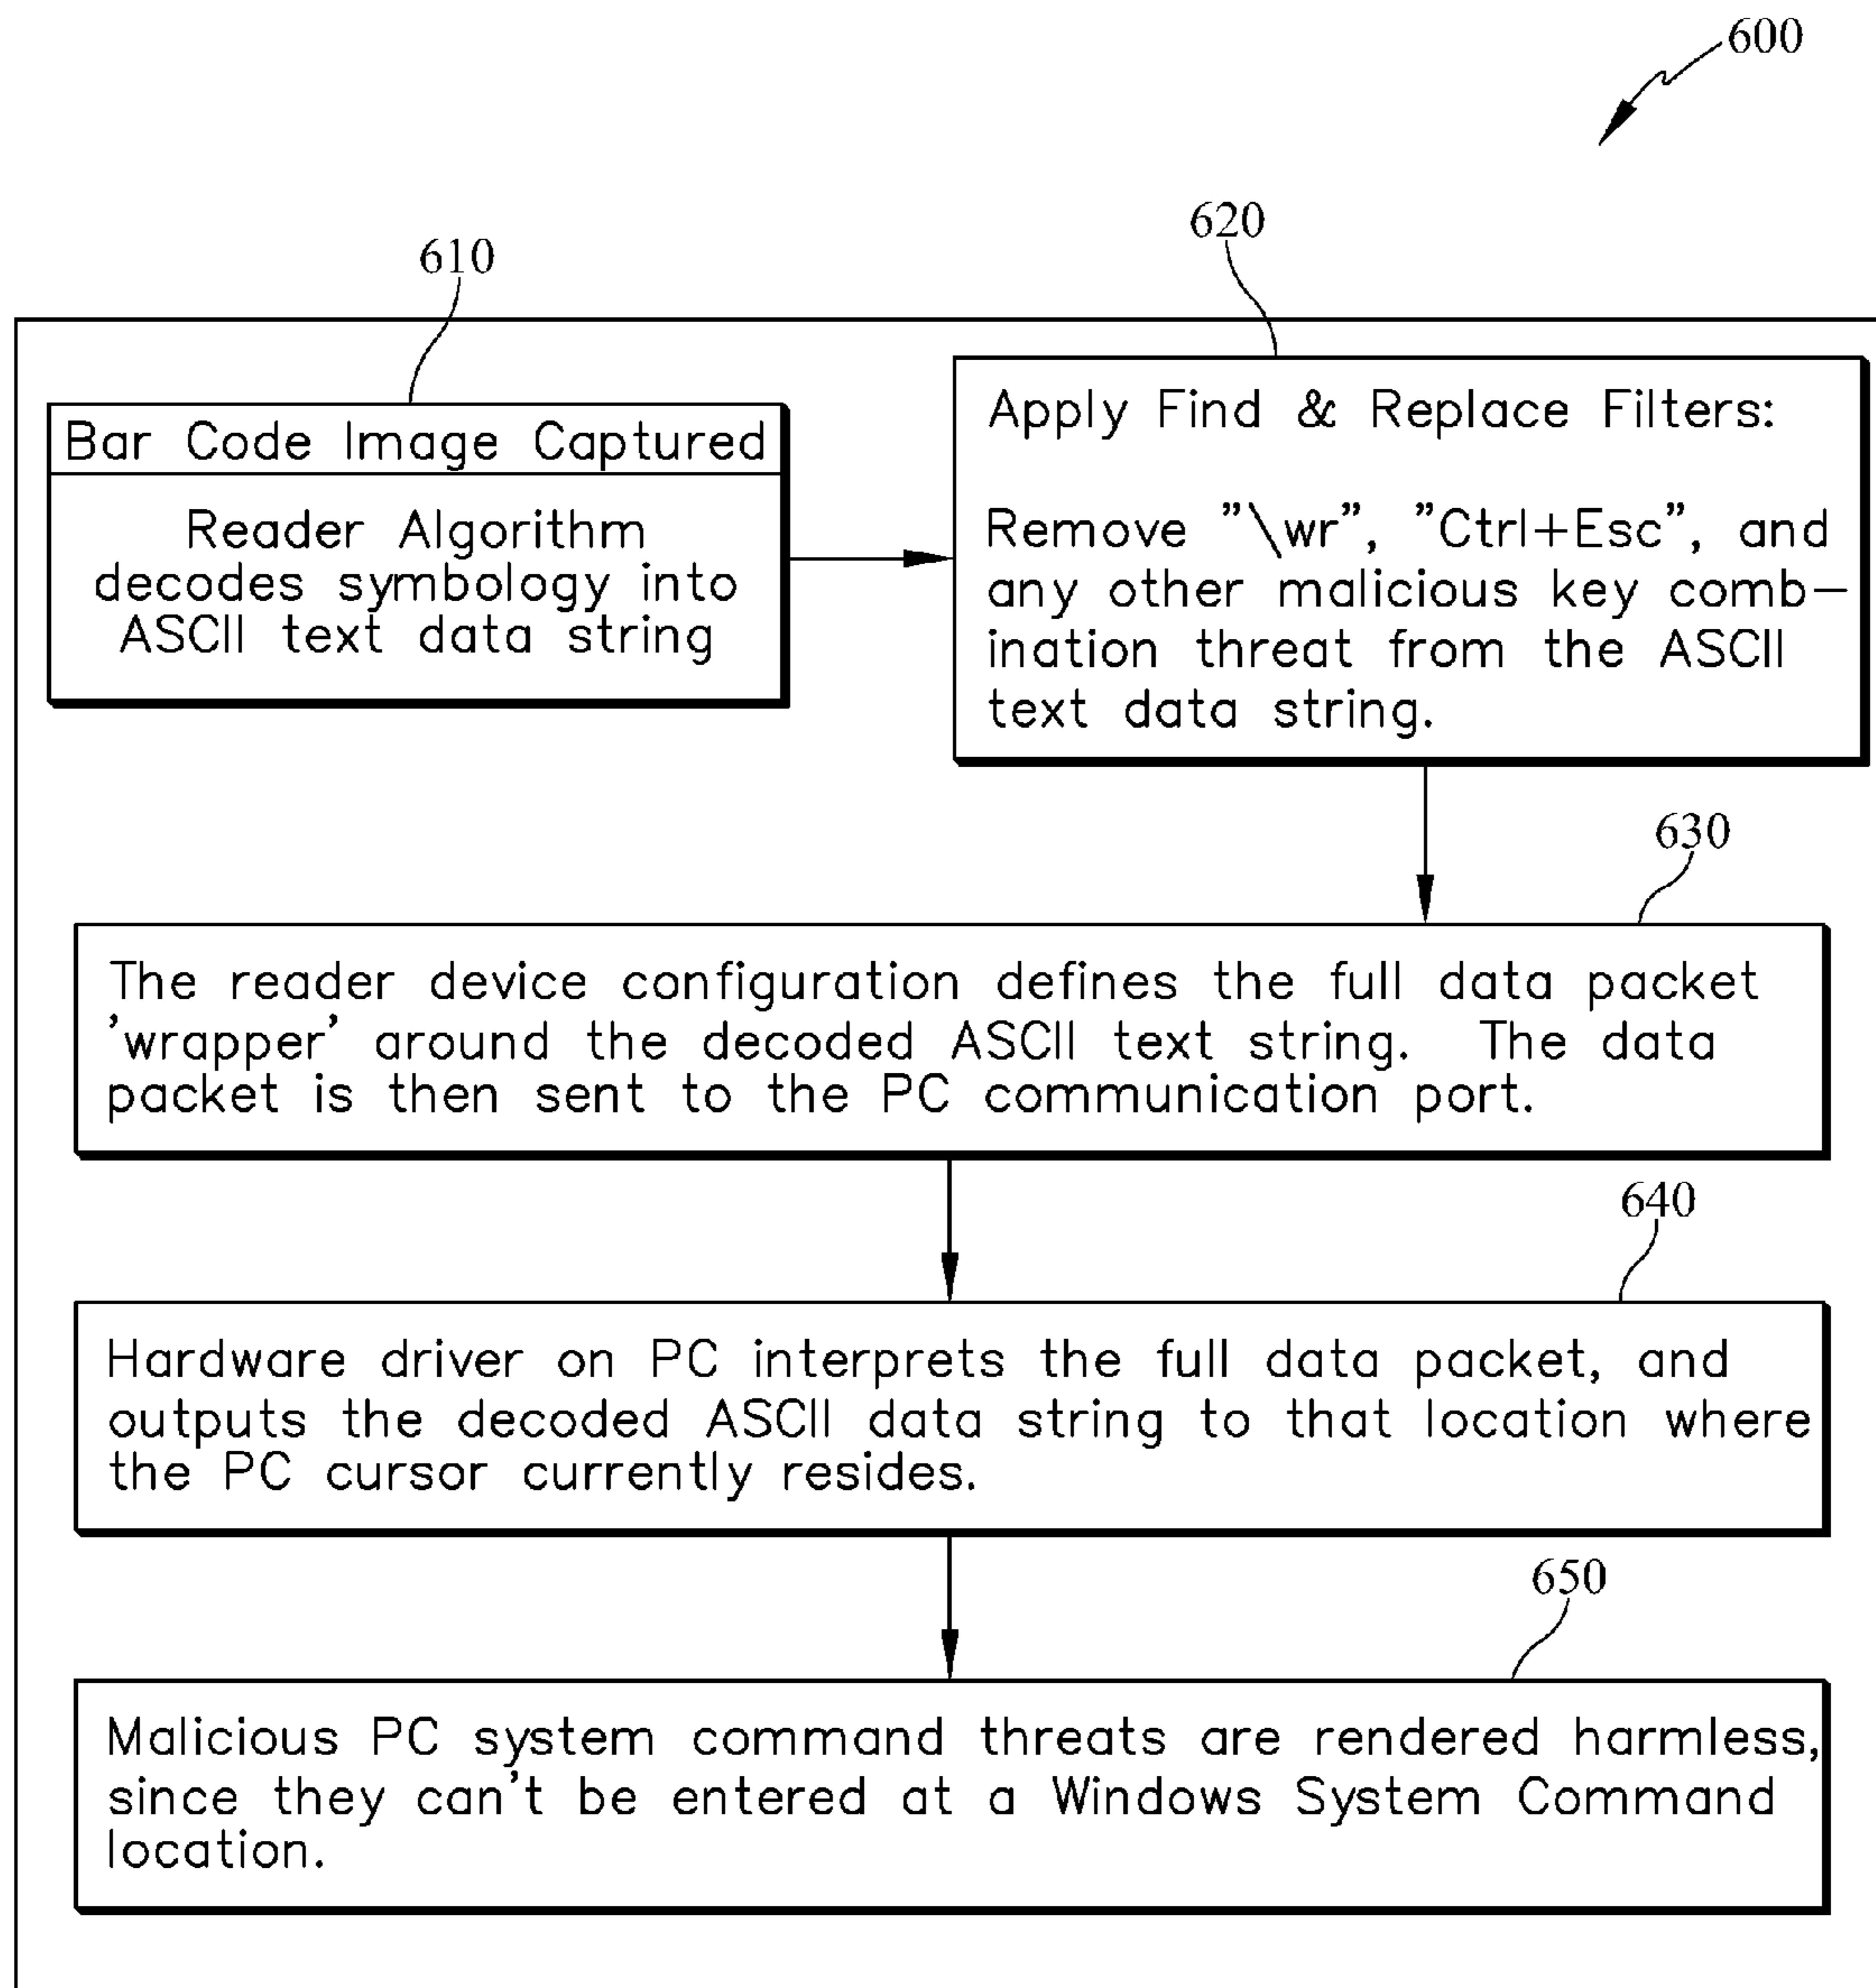 600
610
620
Bar Code Image Captured
Reader Algorithm
decodes symbology into
ASCII text data string
Apply Find & Replace Filters:
Remove "\wr", "Ctrl+Esc", and
any other malicious key comb–
ination threat from the ASCII
text data string.
630
The reader device configuration defines the full data packet
'wrapper' around the decoded ASCII text string. The data
packet is then sent to the PC communication port.
640
Hardware driver on PC interprets the full data packet, and
outputs the decoded ASCII data string to that location where
the PC cursor currently resides.
650
Malicious PC system command threats are rendered harmless,
since they can't be entered at a Windows System Command
location.